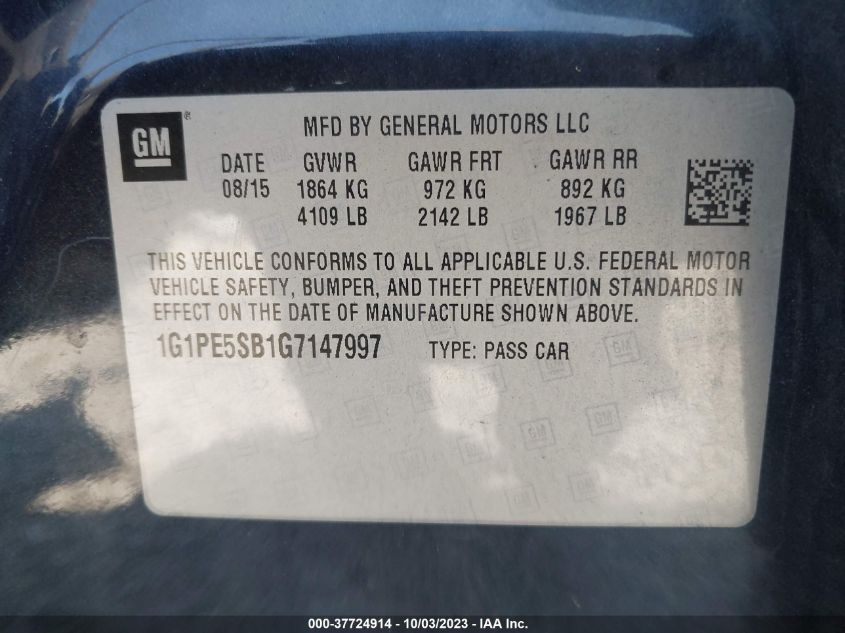 GM®
MFD BY GENERAL MOTORS LLC
DATE GVWR GAWR FRT GAWR RR
08/15 1864 KG 972 KG 892 KG
4109 LB 2142 LB 1967 LB
THIS VEHICLE CONFORMS TO ALL APPLICABLE U.S. FEDERAL MOTOR
VEHICLE SAFETY, BUMPER, AND THEFT PREVENTION STANDARDS IN
EFFECT ON THE DATE OF MANUFACTURE SHOWN ABOVE.
1G1PE5SB1G7147997 TYPE: PASS CAR
000-37724914 - 10/03/2023 - IAA Inc.